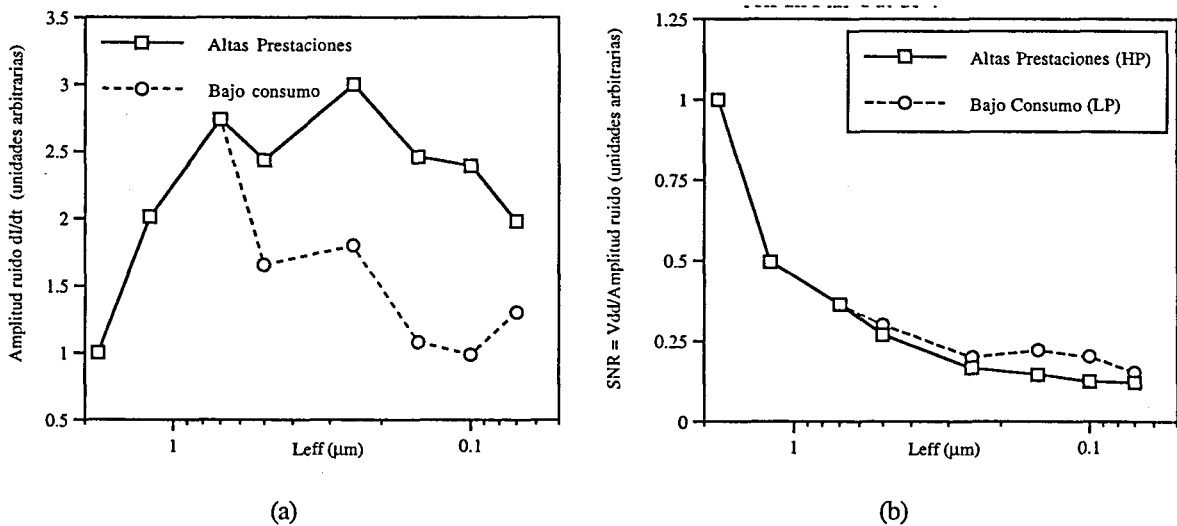 Amplitud ruido dI/dt (unidades arbitrarias)
3.5
3
2.5
2
1.5
1
0.5
Altas Prestaciones
Bajo consumo
1
0.1
Leff (μm)
(a)
SNR = Vdd/Amplitud ruido (unidades arbitrarias)
1.25
1
0.75
0.5
0.25
0
Altas Prestaciones (HP)
Bajo Consumo (LP)
1
0.1
Leff (μm)
(b)